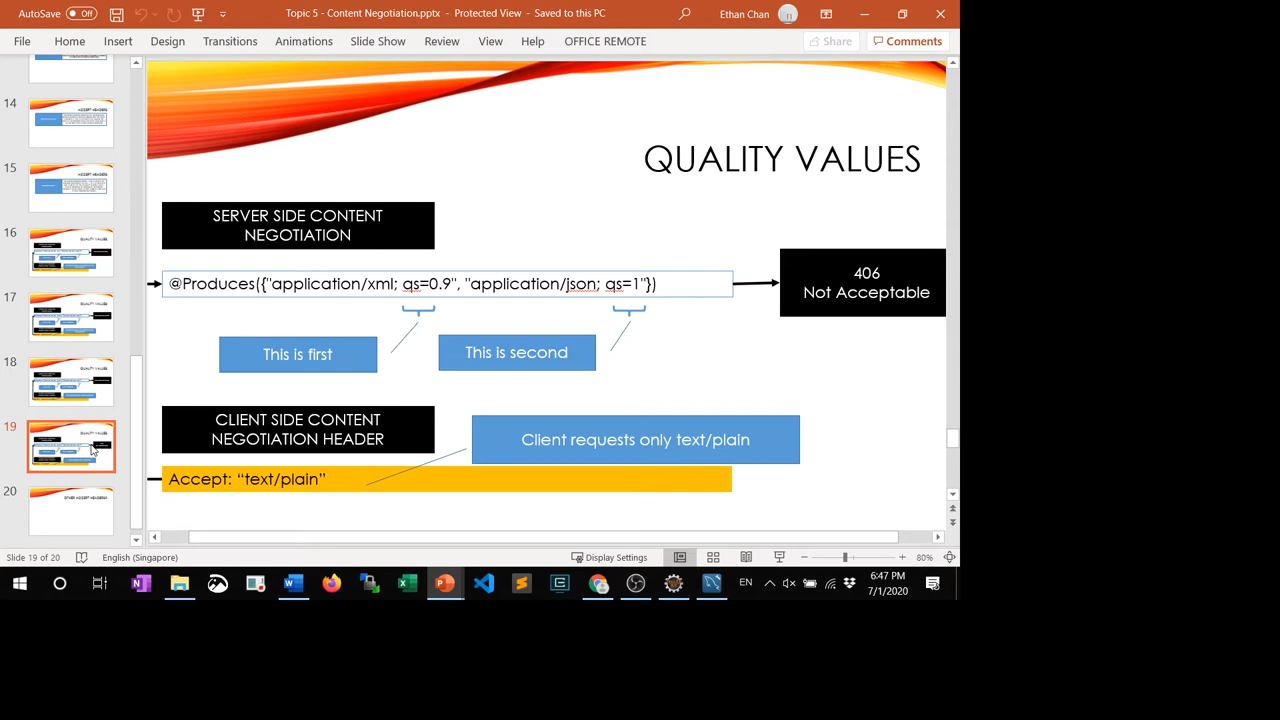 AutoSave Off
Topic 5 - Content Negotiation.pptx - Protected View - Saved to this PC
Ethan Chan
File Home Insert Design Transitions Animations Slide Show Review View Help OFFICE REMOTE Share Comments
14
15
16
17
18
19
20
QUALITY VALUES
SERVER SIDE CONTENT
NEGOTIATION
@Produces({"application/xml; qs=0.9", "application/json; qs=1"})
406
Not Acceptable
This is first
This is second
CLIENT SIDE CONTENT
NEGOTIATION HEADER
Client requests only text/plain
Accept: “text/plain”
Slide 19 of 20 English (Singapore) Display Settings 80%
EN
6:47 PM
7/1/2020